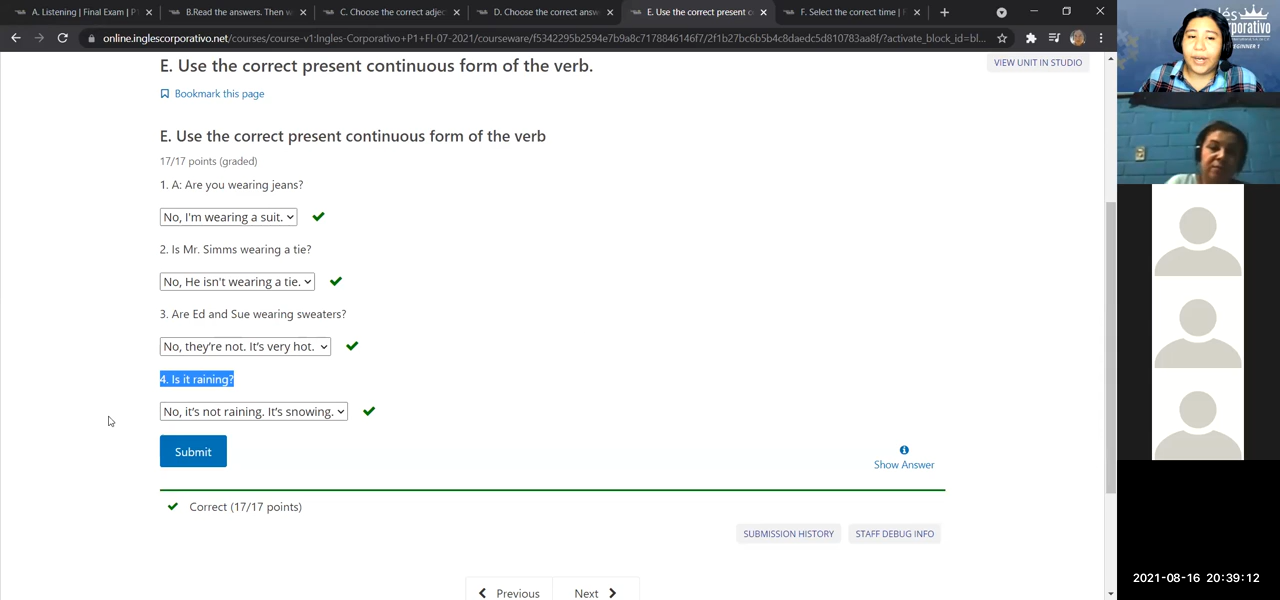 A. Listening | Final Exam | P
B.Read the answers. Then w
C. Choose the correct adjec
D. Choose the correct answ
E. Use the correct present c
F. Select the correct time |
online.inglescorporativo.net/courses/course-v1:Ingles-Corporativo+P1+FI-07-2021/courseware/f5342295b2594e7b9a8c7178846146f7/2f1b27bc6b5b4c8daedc5d810783aa8f/?activate_block_id=bl...
E. Use the correct present continuous form of the verb.
VIEW UNIT IN STUDIO
Bookmark this page
E. Use the correct present continuous form of the verb
17/17 points (graded)
1. A: Are you wearing jeans?
No, I'm wearing a suit.
2. Is Mr. Simms wearing a tie?
No, He isn't wearing a tie.
3. Are Ed and Sue wearing sweaters?
No, they're not. It's very hot.
4. Is it raining?
No, it's not raining. It's snowing.
Submit
Show Answer
Correct (17/17 points)
SUBMISSION HISTORY
STAFF DEBUG INFO
Previous
Next
2021-08-16 20:39:12